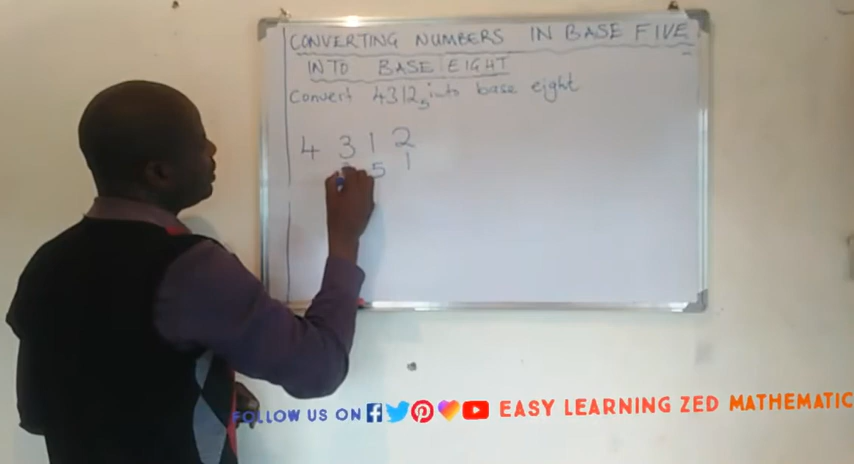 CONVERTING NUMBERS IN BASE FIVE
INTO BASE EIGHT
Convert 4312₅ into base eight
4 3 1 2
5 1
FOLLOW US ON EASY LEARNING ZED MATHEMATIC